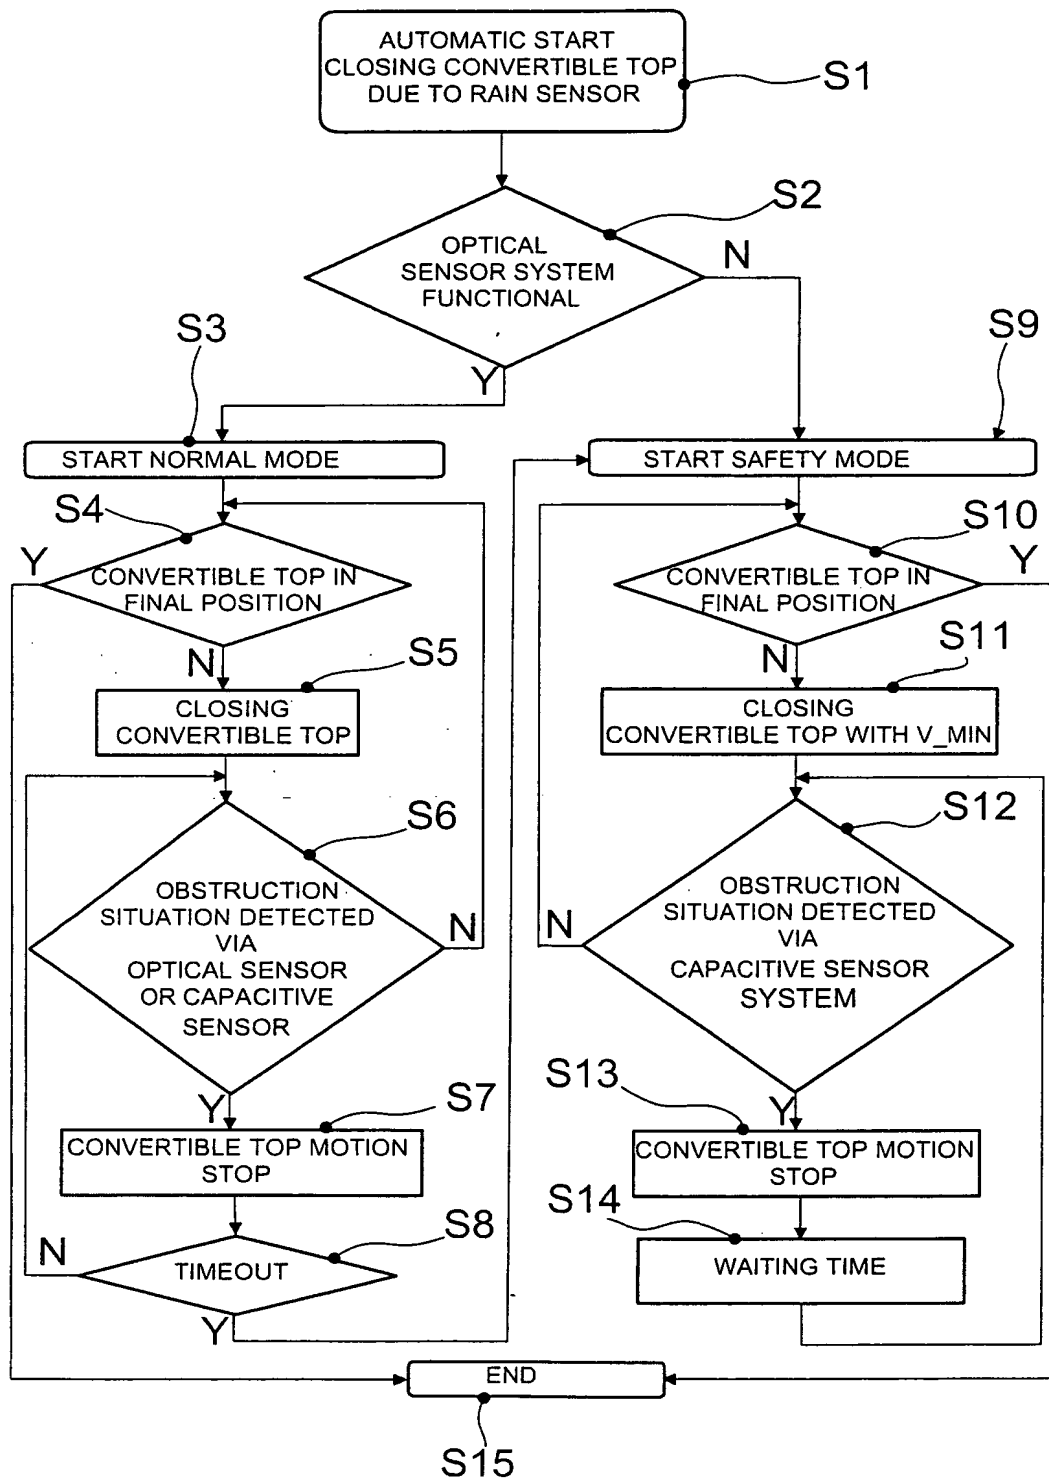 AUTOMATIC START
CLOSING CONVERTIBLE TOP
DUE TO RAIN SENSOR
S1
S2
OPTICAL
SENSOR SYSTEM
FUNCTIONAL
N
Y
S3
START NORMAL MODE
S9
START SAFETY MODE
S4
Y
CONVERTIBLE TOP IN
FINAL POSITION
N
S5
CLOSING
CONVERTIBLE TOP
S6
OBSTRUCTION
SITUATION DETECTED
VIA
OPTICAL SENSOR
OR CAPACITIVE
SENSOR
N
Y
S7
CONVERTIBLE TOP MOTION
STOP
S8
N
TIMEOUT
Y
S10
Y
CONVERTIBLE TOP IN
FINAL POSITION
N
S11
CLOSING
CONVERTIBLE TOP WITH V_MIN
S12
OBSTRUCTION
SITUATION DETECTED
VIA
CAPACITIVE SENSOR
SYSTEM
N
Y
S13
CONVERTIBLE TOP MOTION
STOP
S14
WAITING TIME
END
S15